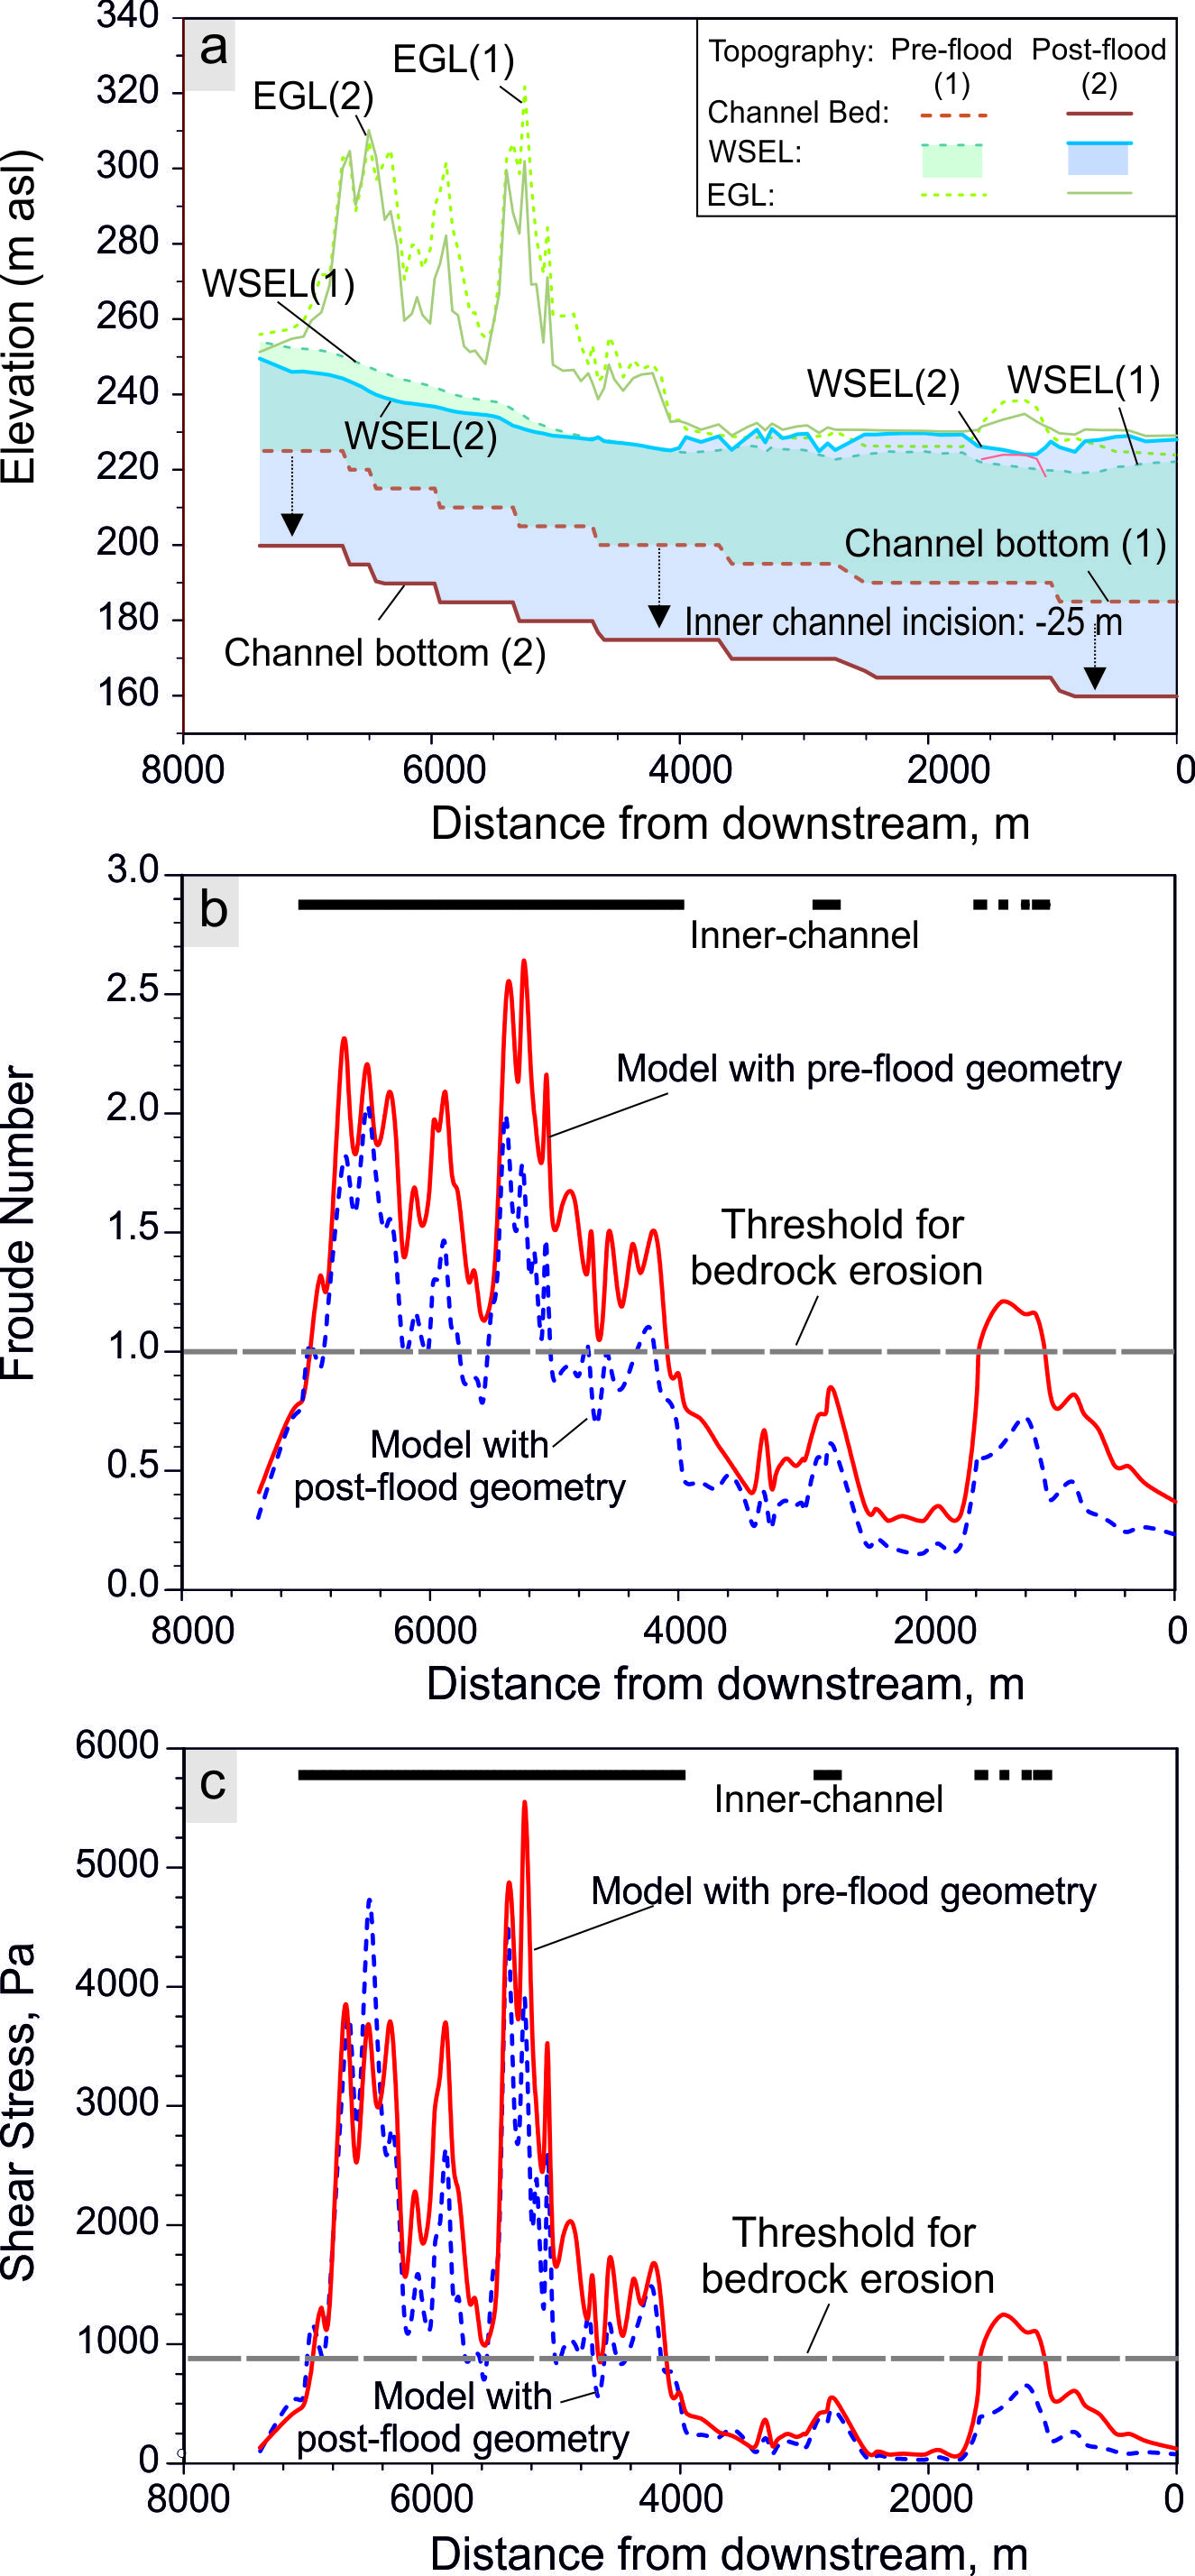 a
340
320
300
280
260
240
220
200
180
160
Elevation (m asl)
EGL(1)
EGL(2)
Topography: Pre-flood Post-flood
(1) (2)
Channel Bed:
WSEL:
EGL:
WSEL(1)
WSEL(2)
WSEL(2) WSEL(1)
Channel bottom (1)
Inner channel incision: -25 m
Channel bottom (2)
8000 6000 4000 2000 0
Distance from downstream, m
b
3.0
2.5
2.0
1.5
1.0
0.5
0.0
Froude Number
Inner-channel
Model with pre-flood geometry
Threshold for
bedrock erosion
Model with
post-flood geometry
8000 6000 4000 2000 0
Distance from downstream, m
c
6000
5000
4000
3000
2000
1000
0
Shear Stress, Pa
Inner-channel
Model with pre-flood geometry
Threshold for
bedrock erosion
Model with
post-flood geometry
8000 6000 4000 2000 0
Distance from downstream, m